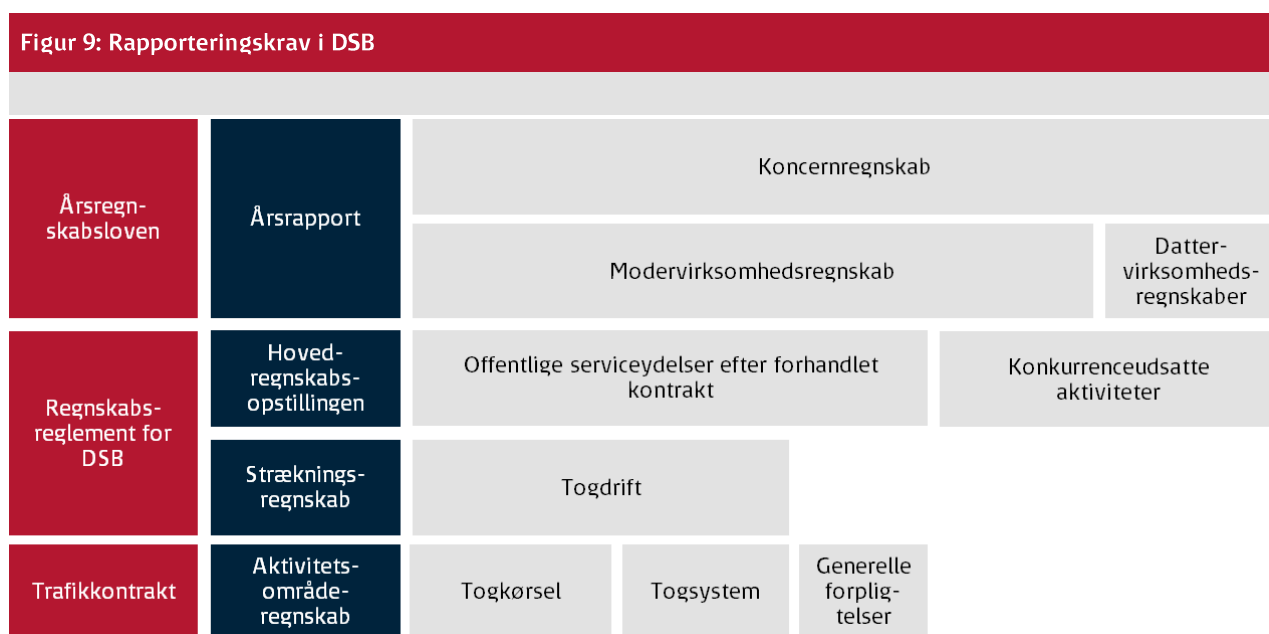 Figur 9: Rapporteringskrav i DSB
Årsregn-
skabsloven
Årsrapport
Koncernregnskab
Modervirksomhedsregnskab
Datter-
virksomheds-
regnskaber
Regnskabs-
reglement for
DSB
Hoved-
regnskabs-
opstillingen
Offentlige serviceydelser efter forhandlet
kontrakt
Konkurrenceudsatte
aktiviteter
Stræknings-
regnskab
Togdrift
Trafikkontrakt
Aktivitets-
område-
regnskab
Togkørsel
Togsystem
Generelle
forplig-
telser